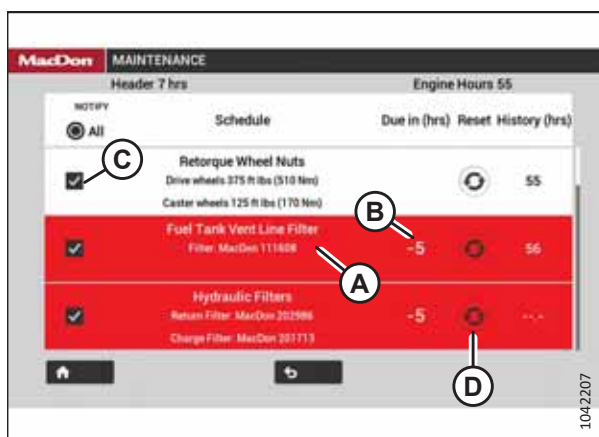 MacDon MAINTENANCE
Header 7 hrs Engine Hours 55
NOTIFY
All Schedule Due in (hrs) Reset History (hrs)
C
Retorque Wheel Nuts
Drive wheels 375 ft lbs (510 Nm) 55
Caster wheels 125 ft lbs (170 Nm)
B
Fuel Tank Vent Line Filter
Filter: MacDon 111608 -5 56
A
Hydraulic Filters
Return Filter: MacDon 202986 -5 --.-
Charge Filter: MacDon 201713
D
1042207